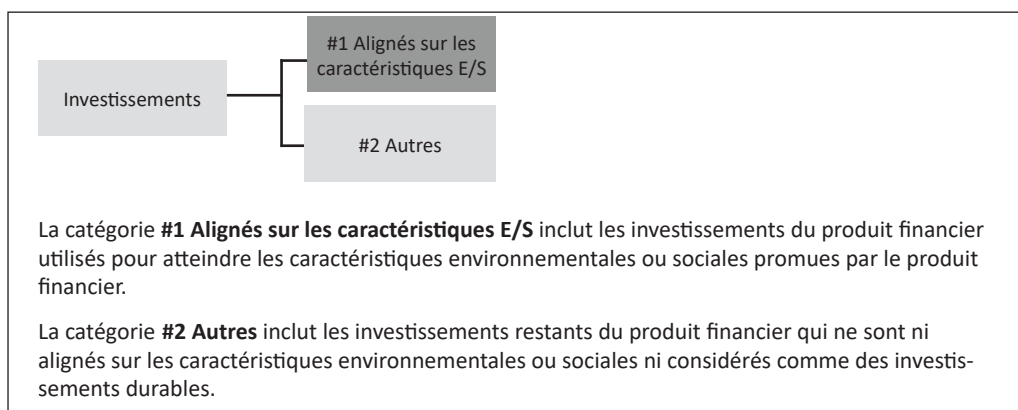 #1 Alignés sur les
caractéristiques E/S
Investissements
#2 Autres
La catégorie #1 Alignés sur les caractéristiques E/S inclut les investissements du produit financier
utilisés pour atteindre les caractéristiques environnementales ou sociales promues par le produit
financier.
La catégorie #2 Autres inclut les investissements restants du produit financier qui ne sont ni
alignés sur les caractéristiques environnementales ou sociales ni considérés comme des investis-
sements durables.